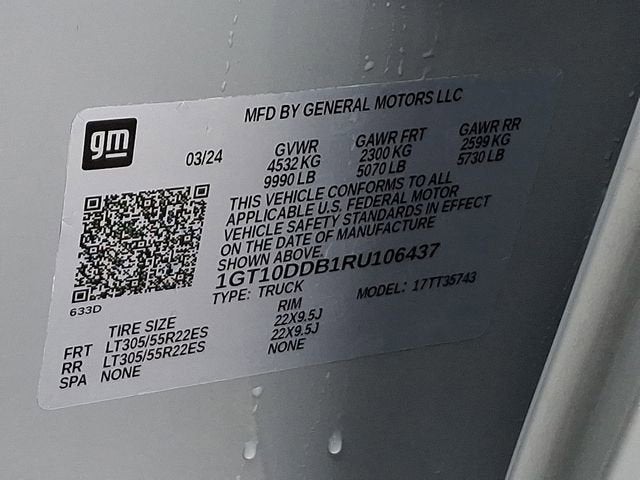 MFD BY GENERAL MOTORS LLC
gm
03/24
GVWR GAWR FRT GAWR RR
4532 KG 2300 KG 2599 KG
9990 LB 5070 LB 5730 LB
THIS VEHICLE CONFORMS TO ALL
APPLICABLE U.S. FEDERAL MOTOR
VEHICLE SAFETY STANDARDS IN EFFECT
ON THE DATE OF MANUFACTURE
SHOWN ABOVE.
1GT10DDB1RU106437
TYPE: TRUCK MODEL: 17TT35743
633D
TIRE SIZE RIM
FRT LT305/55R22ES 22X9.5J
RR LT305/55R22ES 22X9.5J
SPA NONE NONE